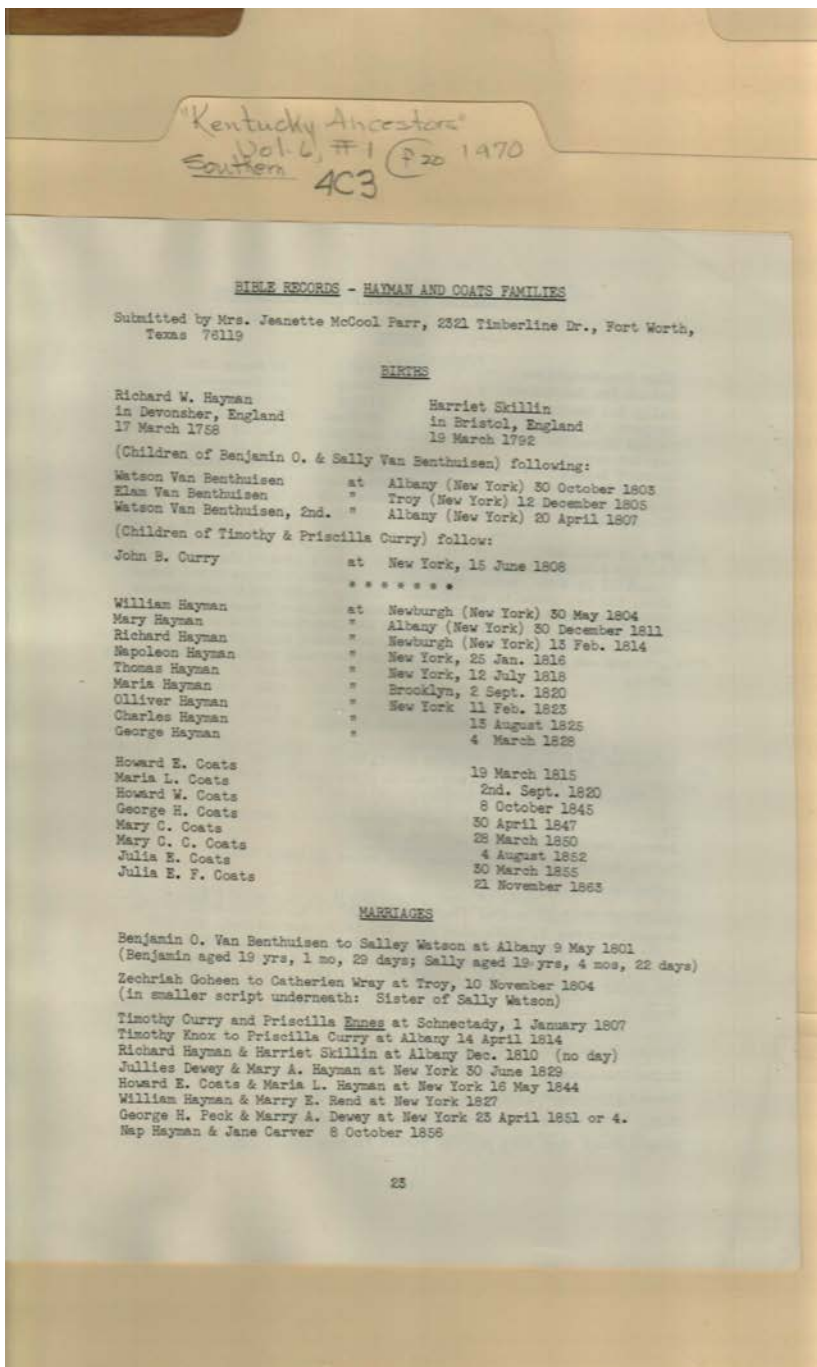 "Kentucky Ancestors"
Vol. 6, #1 P 20 1970
Southern
4C3
BIBLE RECORDS - HAYMAN AND COATS FAMILIES
Submitted by Mrs. Jeanette McCool Parr, 2321 Timberline Dr., Fort Worth,
Texas 76119
BIRTHS
Richard W. Hayman Harriet Skillin
in Devonsher, England in Bristol, England
17 March 1758 19 March 1792
(Children of Benjamin O. & Sally Van Benthuisen) following:
Watson Van Benthuisen at Albany (New York) 30 October 1803
Elam Van Benthuisen " Troy (New York) 12 December 1805
Watson Van Benthuisen, 2nd. " Albany (New York) 20 April 1807
(Children of Timothy & Priscilla Curry) follow:
John B. Curry at New York, 15 June 1808
* * * * * * *
William Hayman at Newburgh (New York) 30 May 1804
Mary Hayman " Albany (New York) 30 December 1811
Richard Hayman " Newburgh (New York) 13 Feb. 1814
Napoleon Hayman " New York, 25 Jan. 1816
Thomas Hayman " New York, 12 July 1818
Maria Hayman " Brooklyn, 2 Sept. 1820
Olliver Hayman " New York 11 Feb. 1823
Charles Hayman " 13 August 1825
George Hayman " 4 March 1828
Howard E. Coats 19 March 1815
Maria L. Coats 2nd. Sept. 1820
Howard W. Coats 8 October 1845
George H. Coats 30 April 1847
Mary C. Coats 28 March 1850
Mary C. C. Coats 4 August 1852
Julia E. Coats 30 March 1855
Julia E. F. Coats 21 November 1863
MARRIAGES
Benjamin O. Van Benthuisen to Salley Watson at Albany 9 May 1801
(Benjamin aged 19 yrs, 1 mo, 29 days; Sally aged 19 yrs, 4 mos, 22 days)
Zechriah Goheen to Catherien Wray at Troy, 10 November 1804
(in smaller script underneath: Sister of Sally Watson)
Timothy Curry and Priscilla Ennes at Schnectady, 1 January 1807
Timothy Knox to Priscilla Curry at Albany 14 April 1814
Richard Hayman & Harriet Skillin at Albany Dec. 1810 (no day)
Jullies Dewey & Mary A. Hayman at New York 30 June 1829
Howard E. Coats & Maria L. Hayman at New York 16 May 1844
William Hayman & Marry E. Rend at New York 1827
George H. Peck & Marry A. Dewey at New York 23 April 1851 or 4.
Nap Hayman & Jane Carver 8 October 1856
23